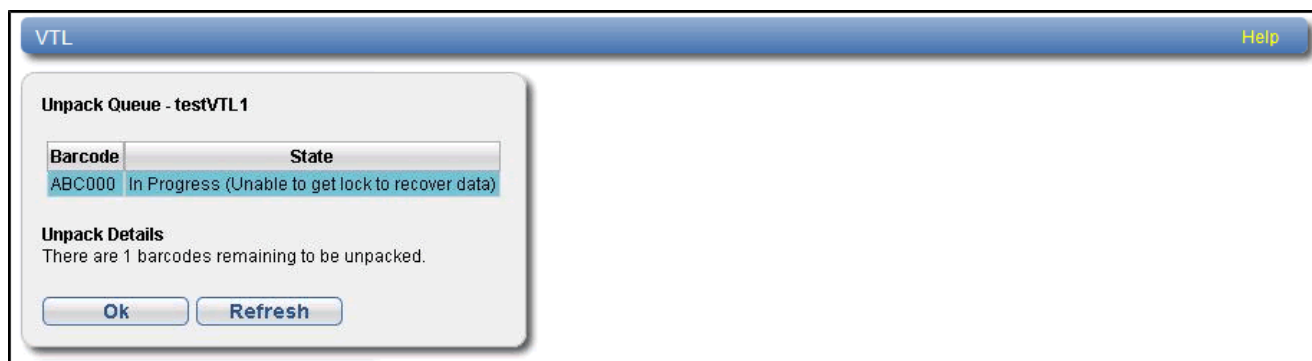 VTL Help
Unpack Queue - testVTL1
Barcode State
ABC000 In Progress (Unable to get lock to recover data)
Unpack Details
There are 1 barcodes remaining to be unpacked.
Ok Refresh